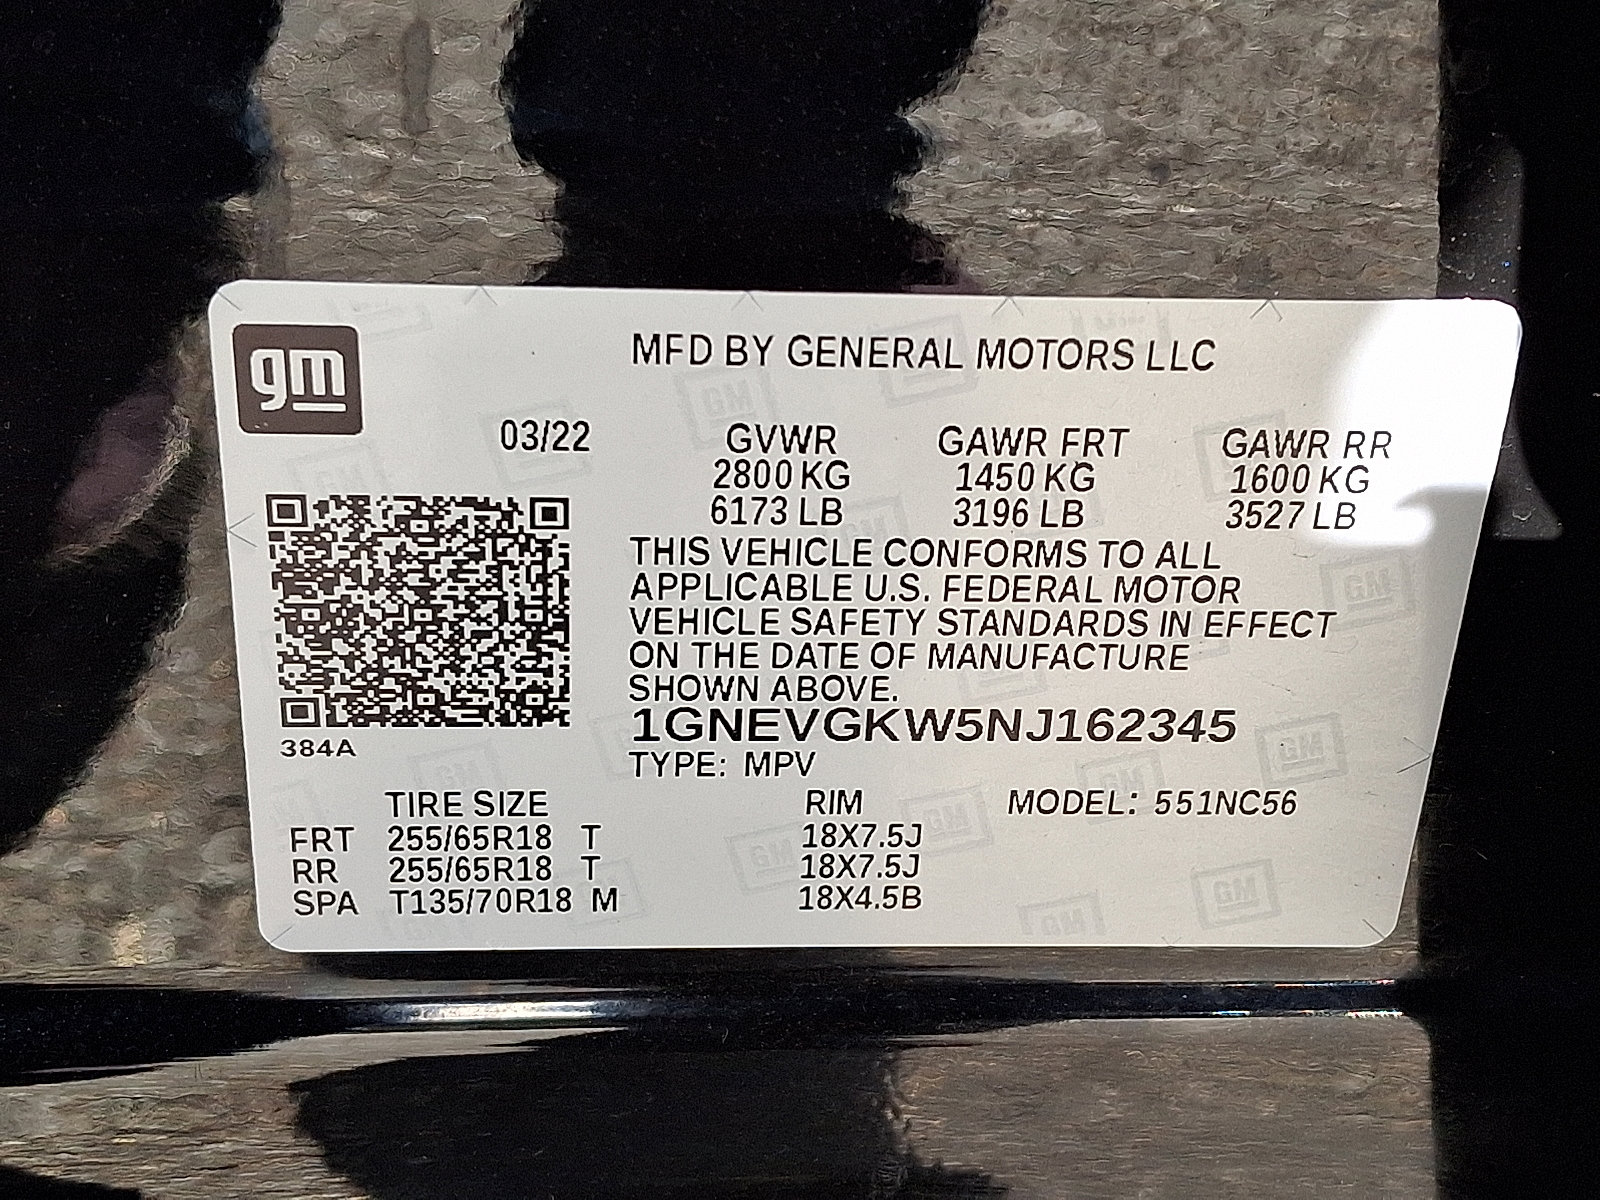 gm
MFD BY GENERAL MOTORS LLC
03/22 GVWR GAWR FRT GAWR RR
2800 KG 1450 KG 1600 KG
6173 LB 3196 LB 3527 LB
THIS VEHICLE CONFORMS TO ALL
APPLICABLE U.S. FEDERAL MOTOR
VEHICLE SAFETY STANDARDS IN EFFECT
ON THE DATE OF MANUFACTURE
SHOWN ABOVE.
1GNEVGKW5NJ162345
384A
TYPE: MPV
TIRE SIZE RIM MODEL: 551NC56
FRT 255/65R18 T 18X7.5J
RR 255/65R18 T 18X7.5J
SPA T135/70R18 M 18X4.5B